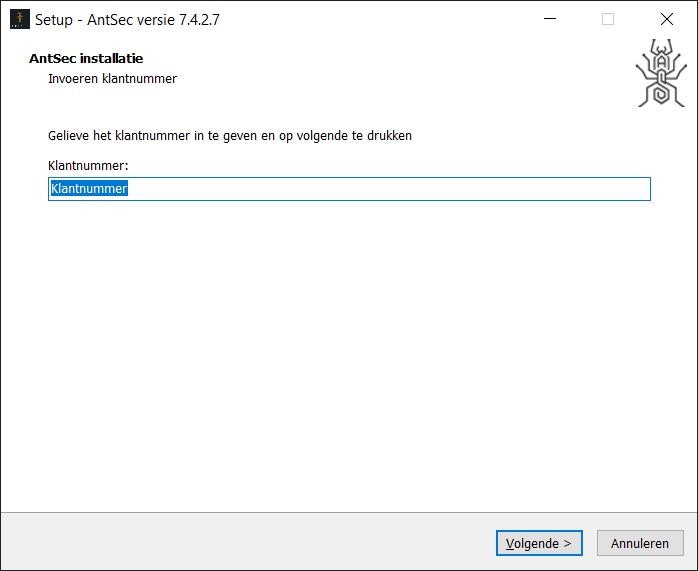 Setup - AntSec versie 7.4.2.7
AntSec installatie
Invoeren klantnummer
Gelieve het klantnummer in te geven en op volgende te drukken
Klantnummer:
Klantnummer
Volgende >
Annuleren